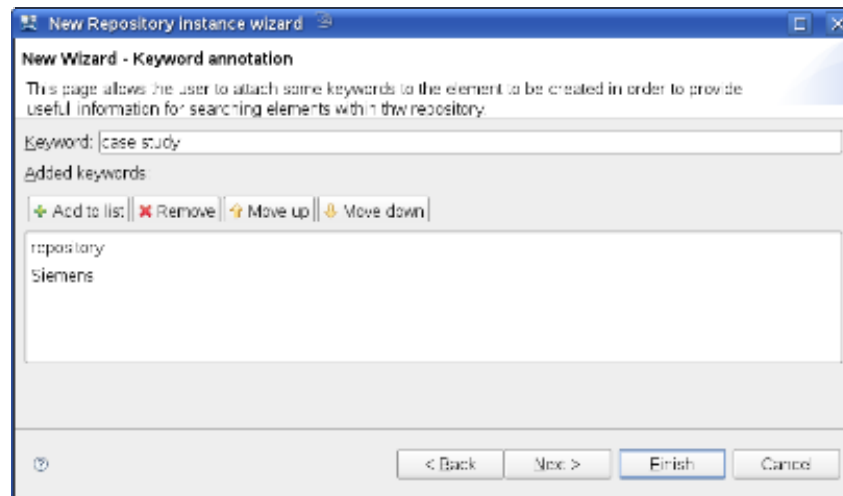 New Repository instance wizard
New Wizard - Keyword annotation
This page allows the user to attach some keywords to the element to be created in order to provide
useful information for searching elements within thw repository.
Keyword: case study
Added keywords
Add to list Remove Move up Move down
repository
Siemens
< Back Next > Finish Cancel